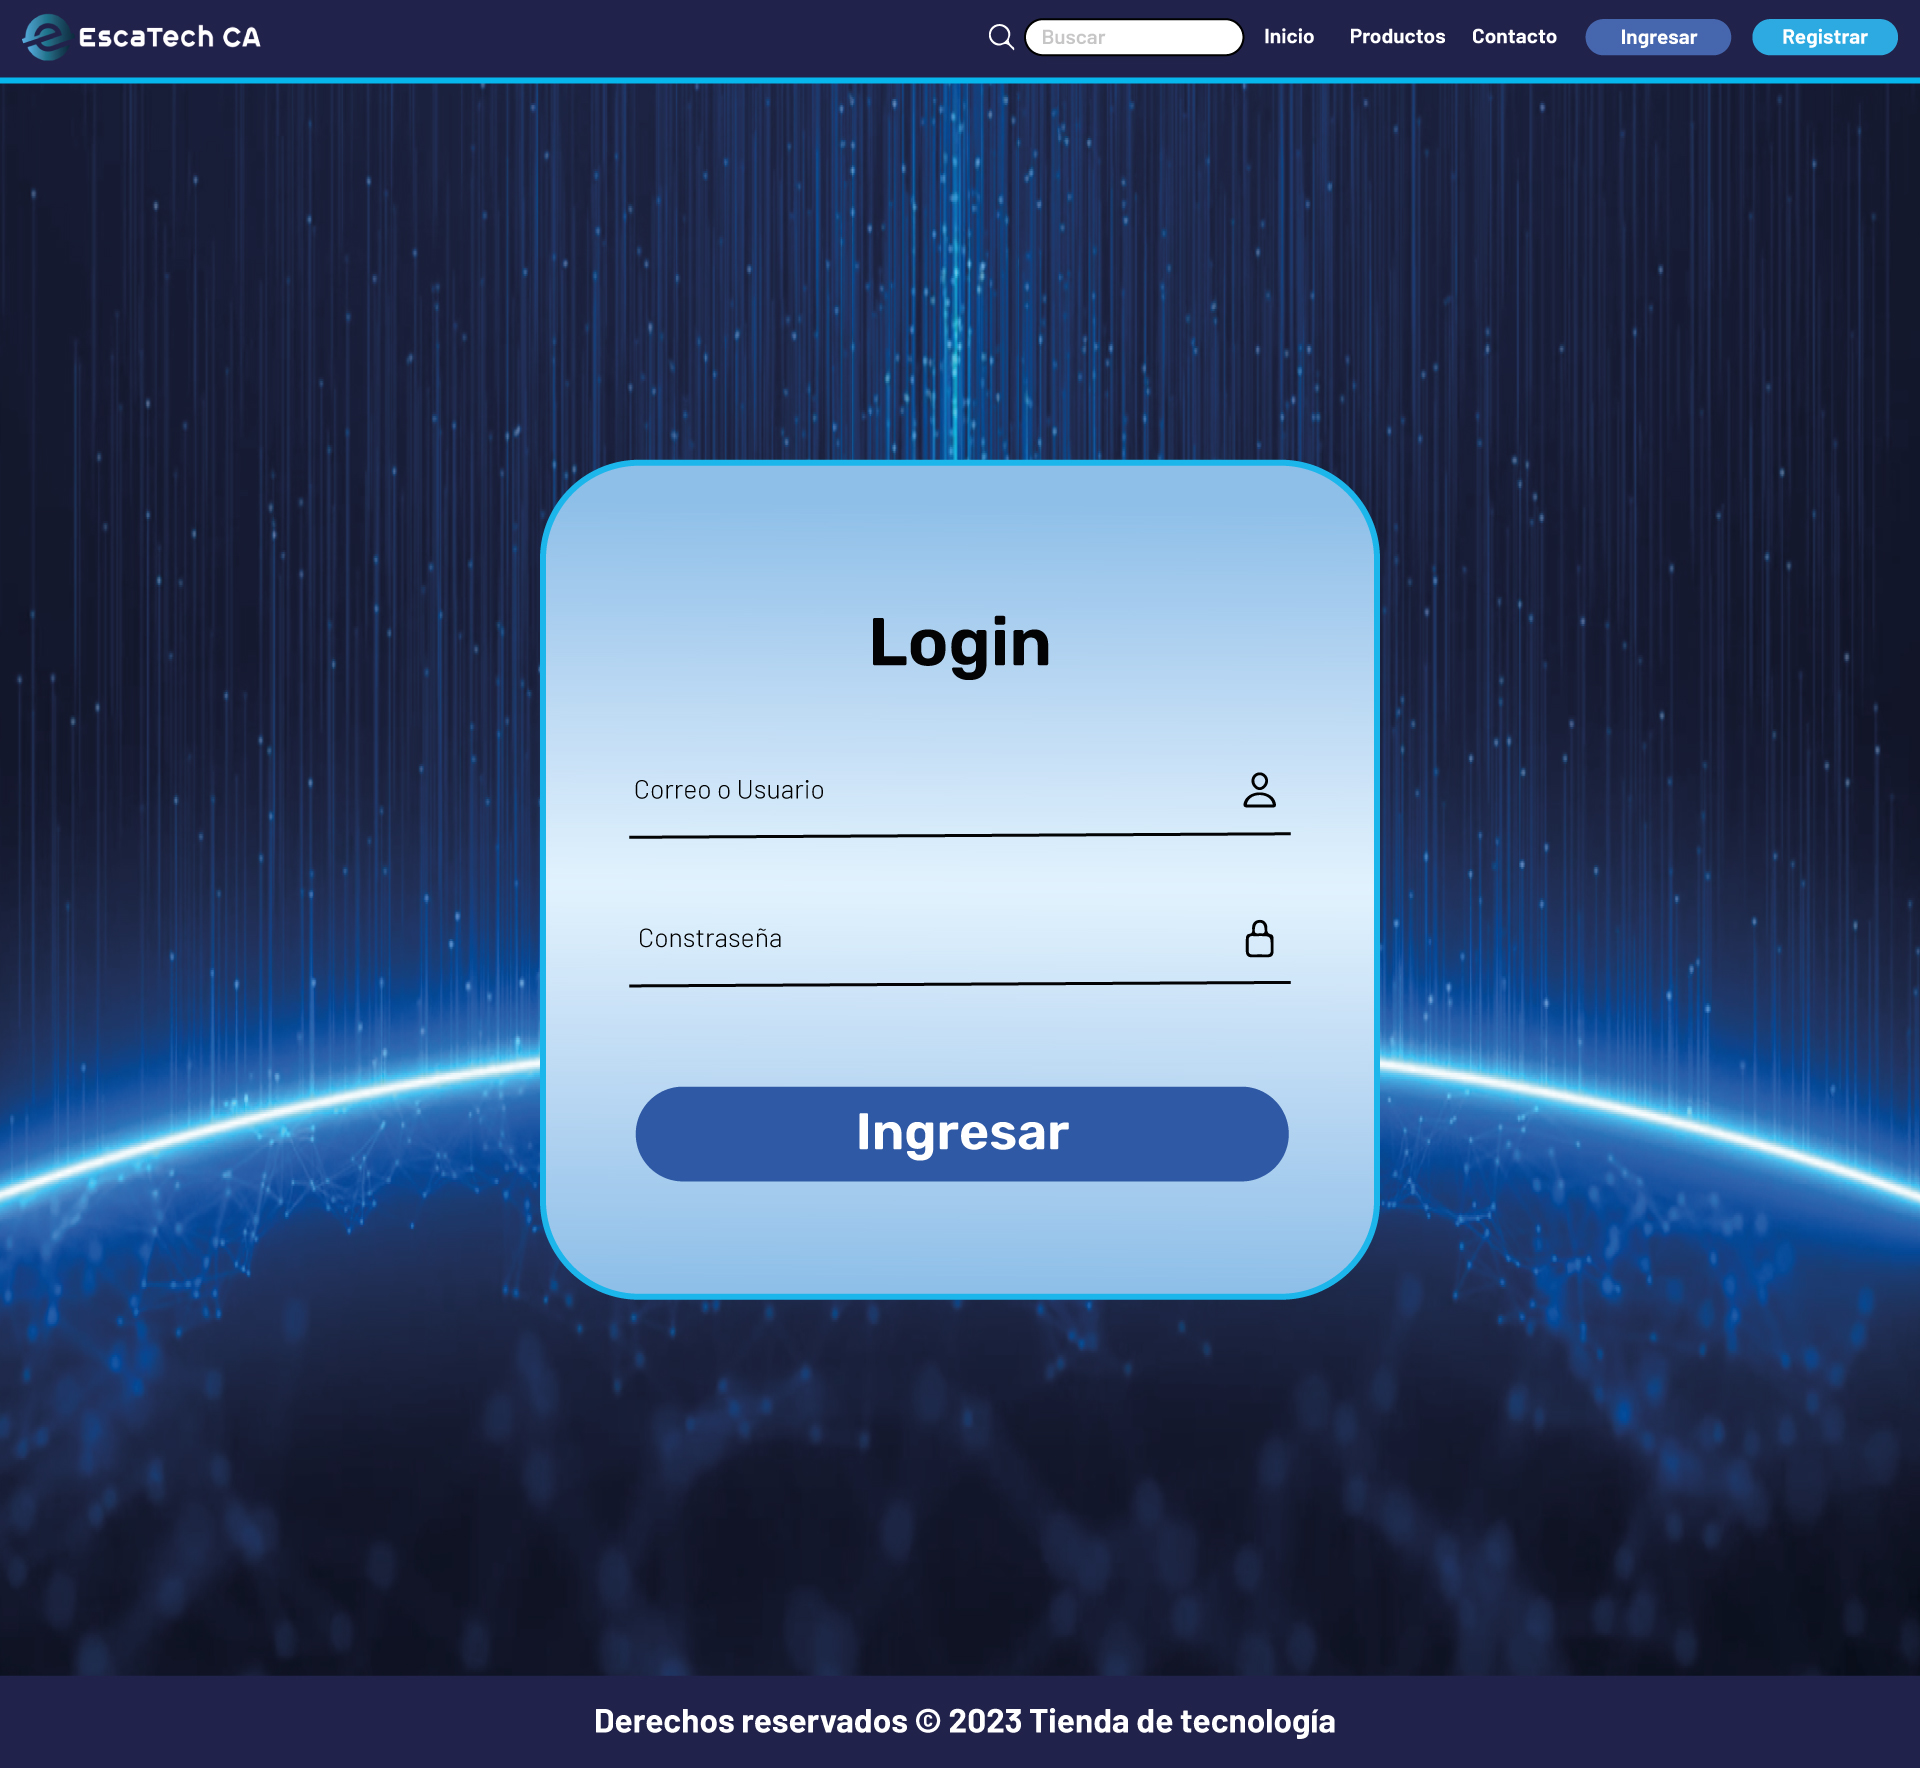 EscaTech CA
Buscar
Inicio
Productos
Contacto
Ingresar
Registrar
Login
Correo o Usuario
Constraseña
Ingresar
Derechos reservados © 2023 Tienda de tecnología